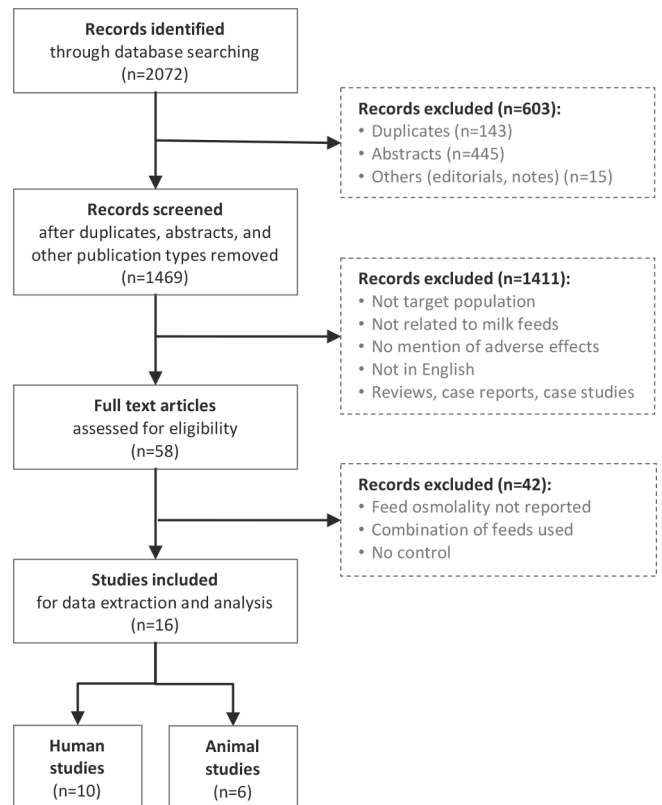 Records identified
through database searching
(n=2072)
Records excluded (n=603):
• Duplicates (n=143)
• Abstracts (n=445)
• Others (editorials, notes) (n=15)
Records screened
after duplicates, abstracts, and
other publication types removed
(n=1469)
Records excluded (n=1411):
• Not target population
• Not related to milk feeds
• No mention of adverse effects
• Not in English
• Reviews, case reports, case studies
Full text articles
assessed for eligibility
(n=58)
Records excluded (n=42):
• Feed osmolality not reported
• Combination of feeds used
• No control
Studies included
for data extraction and analysis
(n=16)
Human
studies
(n=10)
Animal
studies
(n=6)